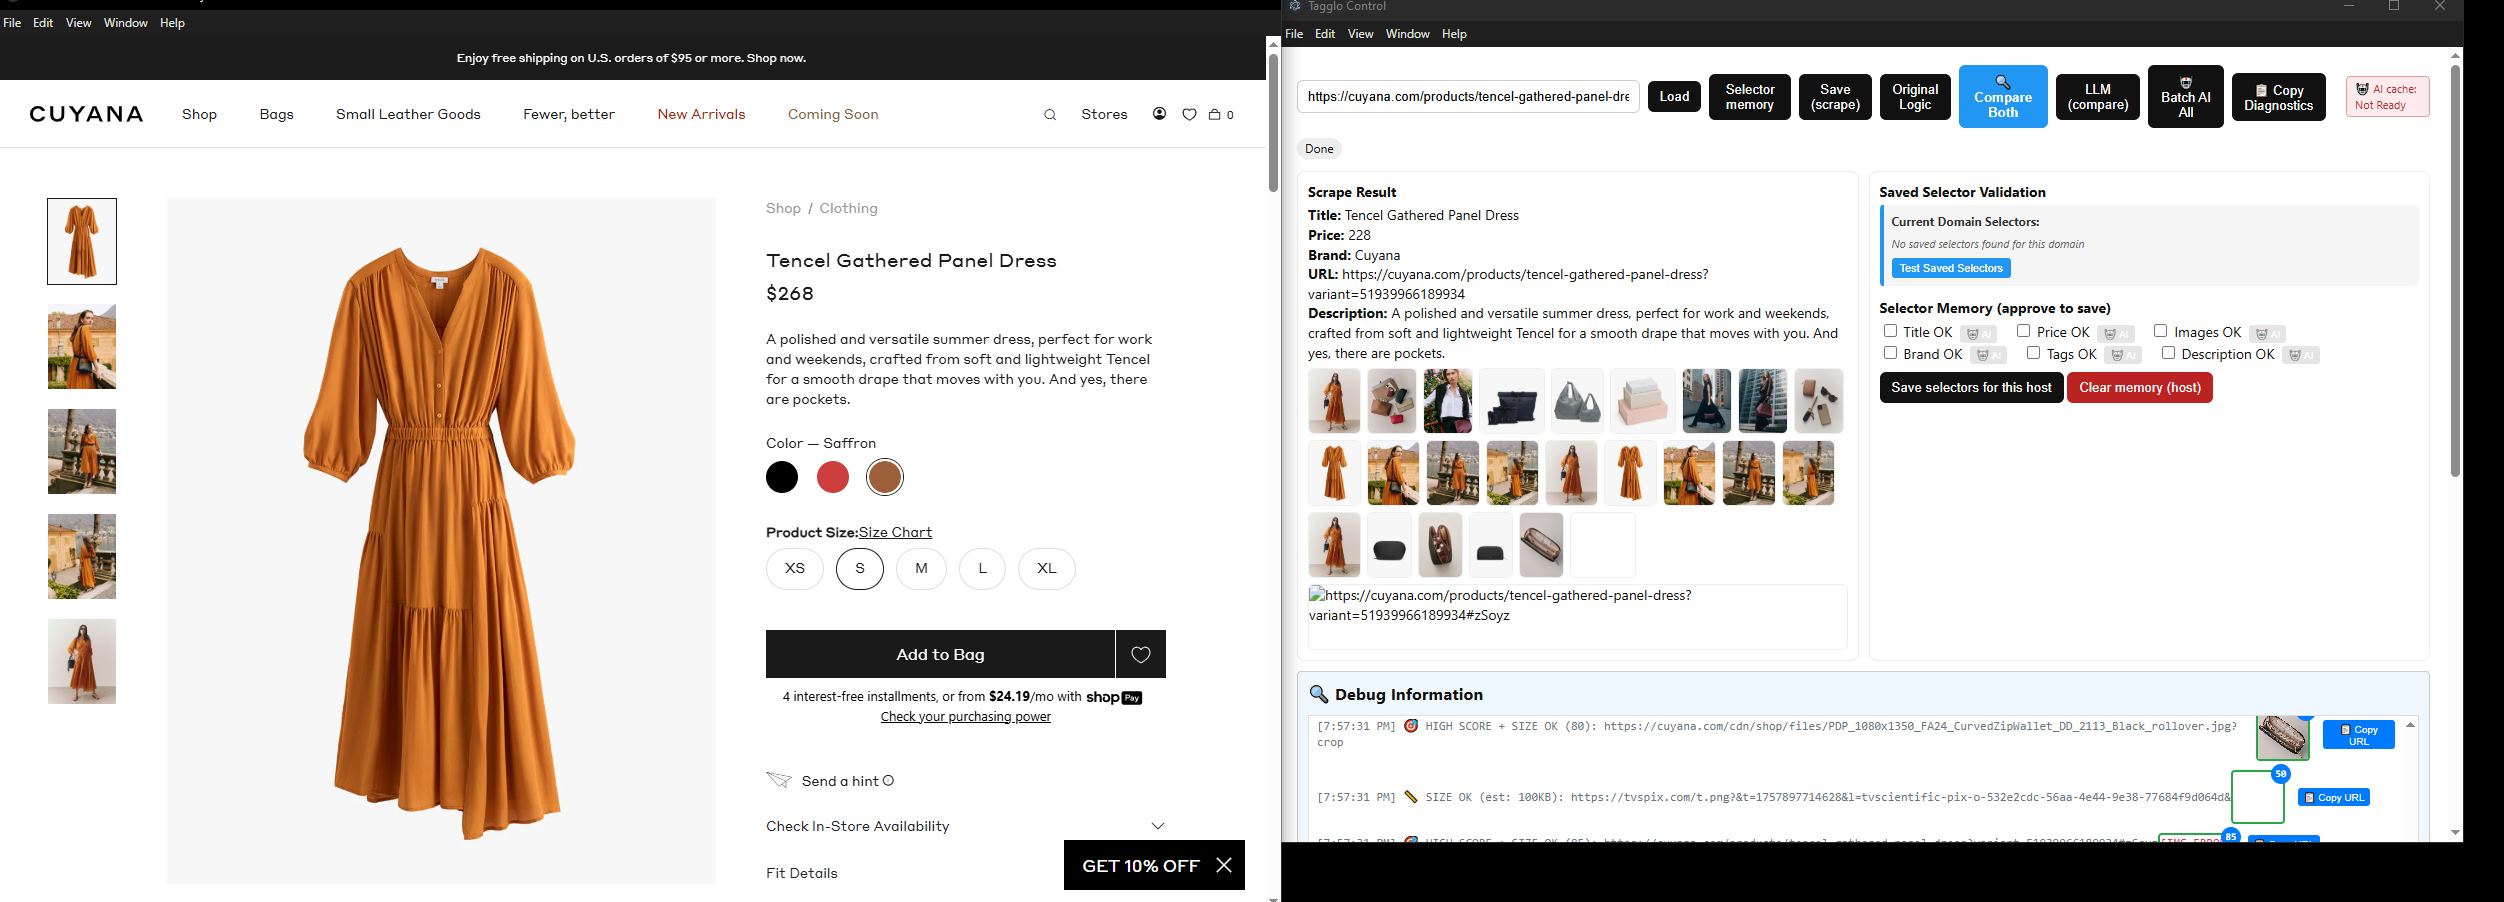 File Edit View Window Help
Enjoy free shipping on U.S. orders of $95 or more. Shop now.
CUYANA
Shop
Bags
Small Leather Goods
Fewer, better
New Arrivals
Coming Soon
Stores
0
Shop / Clothing
Tencel Gathered Panel Dress
$268
A polished and versatile summer dress, perfect for work
and weekends, crafted from soft and lightweight Tencel
for a smooth drape that moves with you. And yes, there
are pockets.
Color — Saffron
Product Size:Size Chart
XS
S
M
L
XL
Add to Bag
4 interest-free installments, or from $24.19/mo with shop Pay
Check your purchasing power
Send a hint
Check In-Store Availability
GET 10% OFF
Fit Details
Tagglo Control
File Edit View Window Help
https://cuyana.com/products/tencel-gathered-panel-dre
Load
Selector
memory
Save
(scrape)
Original
Logic
Compare
Both
LLM
(compare)
Batch AI
All
Copy
Diagnostics
AI cache:
Not Ready
Done
Scrape Result
Title: Tencel Gathered Panel Dress
Price: 228
Brand: Cuyana
URL: https://cuyana.com/products/tencel-gathered-panel-dress?
variant=51939966189934
Description: A polished and versatile summer dress, perfect for work and weekends,
crafted from soft and lightweight Tencel for a smooth drape that moves with you. And
yes, there are pockets.
https://cuyana.com/products/tencel-gathered-panel-dress?
variant=51939966189934#zSoyz
Saved Selector Validation
Current Domain Selectors:
No saved selectors found for this domain
Test Saved Selectors
Selector Memory (approve to save)
Title OK AI Price OK AI Images OK AI
Brand OK AI Tags OK AI Description OK AI
Save selectors for this host
Clear memory (host)
Debug Information
[7:57:31 PM] HIGH SCORE + SIZE OK (80): https://cuyana.com/cdn/shop/files/PDP_1080x1350_FA24_CurvedZipWallet_DD_2113_Black_rollover.jpg?
crop
Copy
URL
[7:57:31 PM] SIZE OK (est: 100KB): https://tvspix.com/t.png?&t=1757897714628&l=tvscientific-pix-o-532e2cdc-56aa-4e44-9e38-77684f9d064d&
50
Copy URL
85